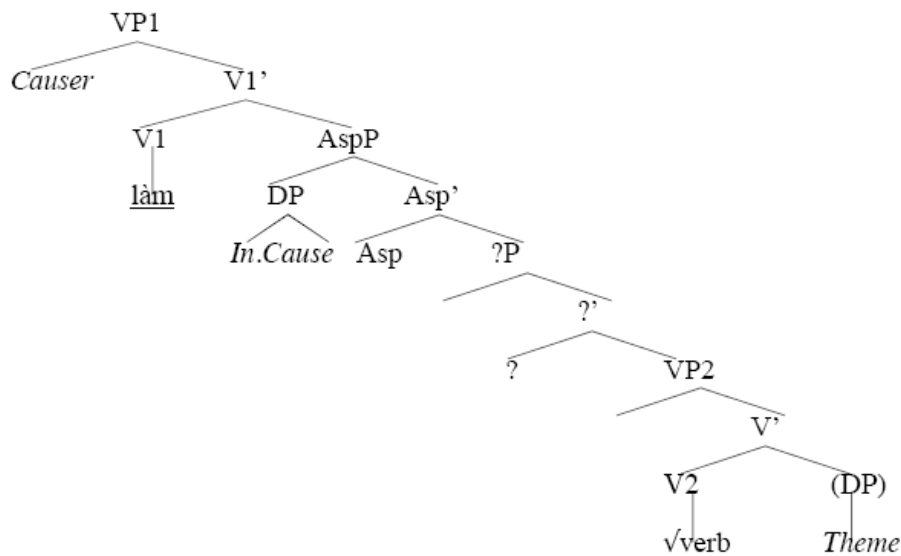 VP1
Causer V1’
V1 AspP
làm DP Asp’
In.Cause Asp ?P
?’
? VP2
V’
V2 (DP)
√verb Theme